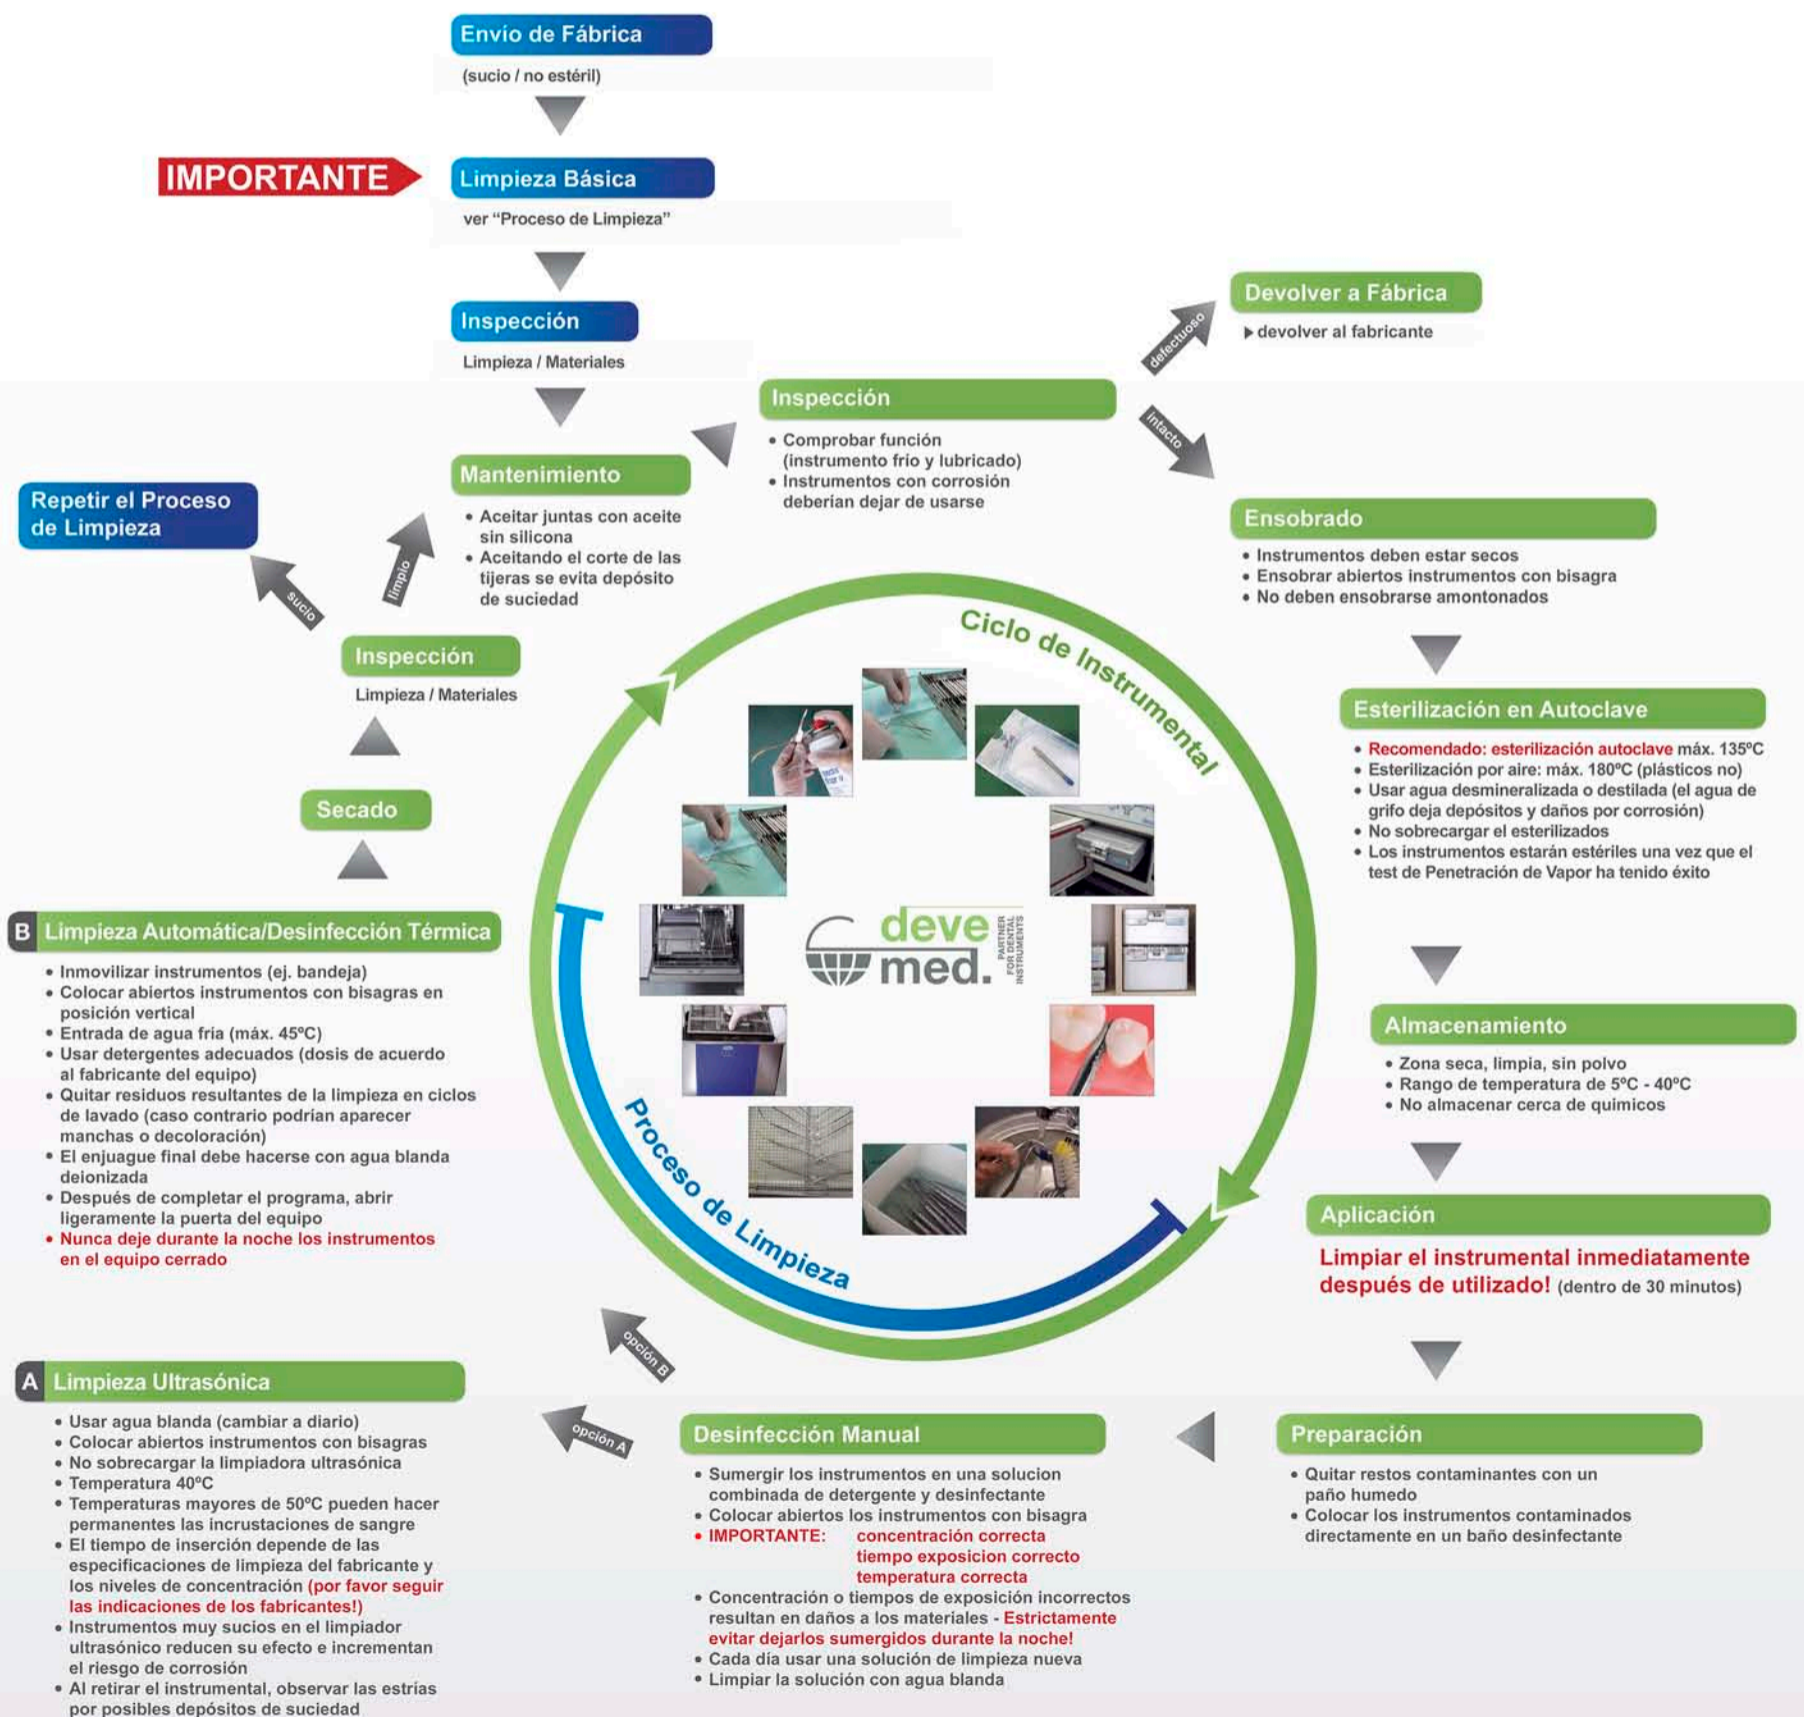 Envío de Fábrica
(sucio / no estéril)
IMPORTANTE
Limpieza Básica
ver “Proceso de Limpieza”
Inspección
Limpieza / Materiales
Mantenimiento
• Aceitar juntas con aceite
sin silicona
• Aceitando el corte de las
tijeras se evita depósito
de suciedad
Inspección
• Comprobar función
(instrumento frío y lubricado)
• Instrumentos con corrosión
deberían dejar de usarse
defectuoso
Devolver a Fábrica
▶ devolver al fabricante
intacto
Ensobrado
• Instrumentos deben estar secos
• Ensobrar abiertos instrumentos con bisagra
• No deben ensobrarse amontonados
Esterilización en Autoclave
• Recomendado: esterilización autoclave máx. 135ºC
• Esterilización por aire: máx. 180ºC (plásticos no)
• Usar agua desmineralizada o destilada (el agua de
grifo deja depósitos y daños por corrosión)
• No sobrecargar el esterilizados
• Los instrumentos estarán estériles una vez que el
test de Penetración de Vapor ha tenido éxito
Almacenamiento
• Zona seca, limpia, sin polvo
• Rango de temperatura de 5ºC - 40ºC
• No almacenar cerca de quimicos
Aplicación
Limpiar el instrumental inmediatamente
después de utilizado! (dentro de 30 minutos)
Preparación
• Quitar restos contaminantes con un
paño humedo
• Colocar los instrumentos contaminados
directamente en un baño desinfectante
Desinfección Manual
• Sumergir los instrumentos en una solucion
combinada de detergente y desinfectante
• Colocar abiertos los instrumentos con bisagra
• IMPORTANTE: concentración correcta
tiempo exposicion correcto
temperatura correcta
• Concentración o tiempos de exposición incorrectos
resultan en daños a los materiales - Estrictamente
evitar dejarlos sumergidos durante la noche!
• Cada día usar una solución de limpieza nueva
• Limpiar la solución con agua blanda
opción A
opción B
A Limpieza Ultrasónica
• Usar agua blanda (cambiar a diario)
• Colocar abiertos instrumentos con bisagras
• No sobrecargar la limpiadora ultrasónica
• Temperatura 40ºC
• Temperaturas mayores de 50ºC pueden hacer
permanentes las incrustaciones de sangre
• El tiempo de inserción depende de las
especificaciones de limpieza del fabricante y
los niveles de concentración (por favor seguir
las indicaciones de los fabricantes!)
• Instrumentos muy sucios en el limpiador
ultrasónico reducen su efecto e incrementan
el riesgo de corrosión
• Al retirar el instrumental, observar las estrías
por posibles depósitos de suciedad
B Limpieza Automática/Desinfección Térmica
• Inmovilizar instrumentos (ej. bandeja)
• Colocar abiertos instrumentos con bisagras en
posición vertical
• Entrada de agua fría (máx. 45ºC)
• Usar detergentes adecuados (dosis de acuerdo
al fabricante del equipo)
• Quitar residuos resultantes de la limpieza en ciclos
de lavado (caso contrario podrían aparecer
manchas o decoloración)
• El enjuague final debe hacerse con agua blanda
deionizada
• Después de completar el programa, abrir
ligeramente la puerta del equipo
• Nunca deje durante la noche los instrumentos
en el equipo cerrado
Secado
Inspección
Limpieza / Materiales
sucio
limpio
Repetir el Proceso
de Limpieza
Ciclo de Instrumental
Proceso de Limpieza
deve
med.
PARTNER
FOR DENTAL
INSTRUMENTS